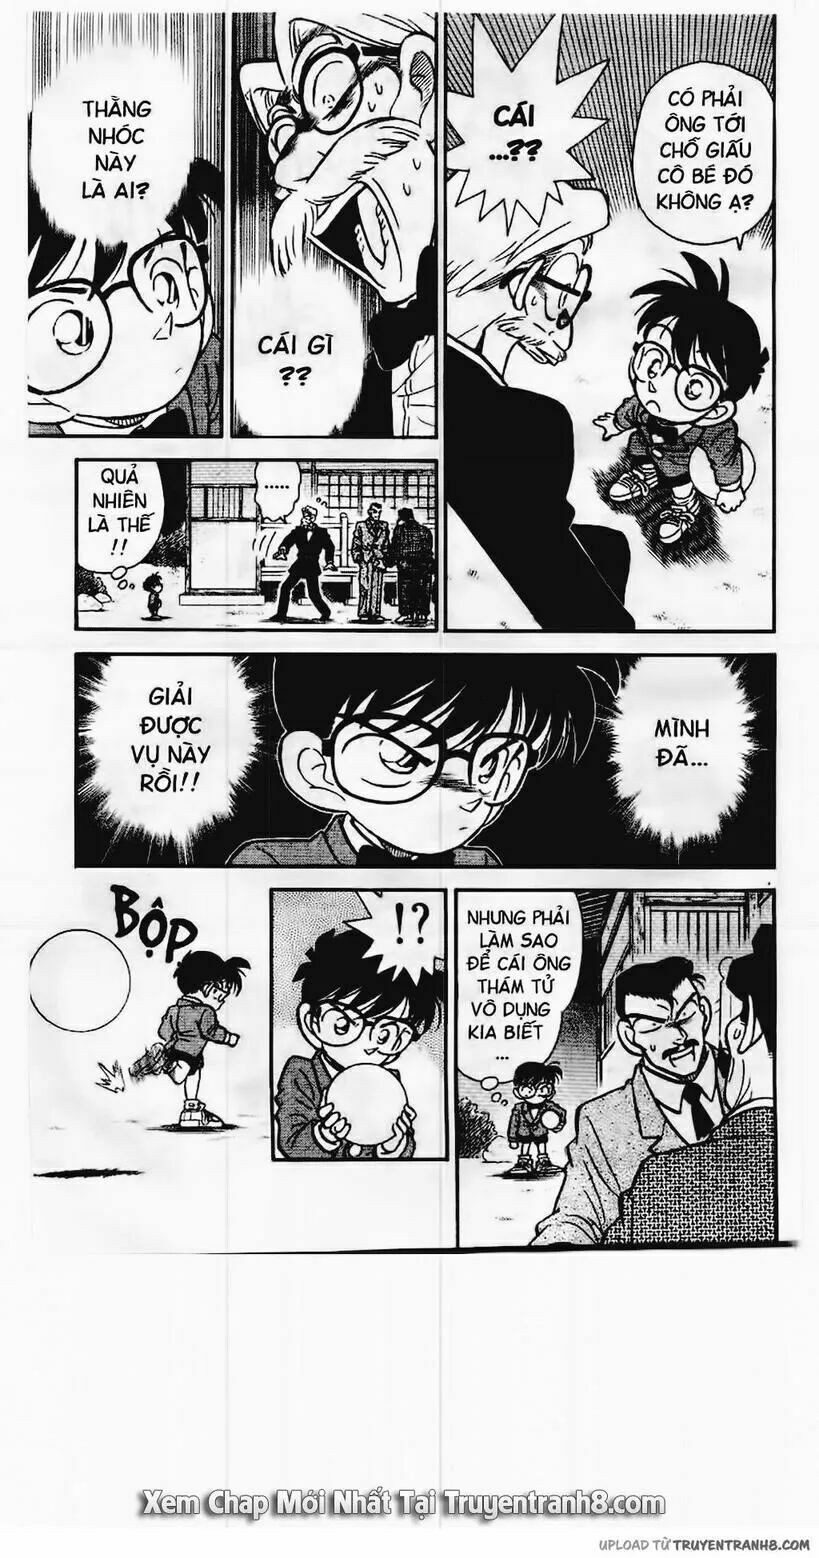 CÓ PHẢI
ÔNG TỚI
CHỖ GIẤU
CÔ BÉ ĐÓ
KHÔNG Ạ?
CÁI
...??
CÁI GÌ
??
THẰNG
NHÓC
NÀY
LÀ AI?
.....
QUẢ
NHIÊN
LÀ THẾ
!!
MÌNH
ĐÃ...
GIẢI
ĐƯỢC
VỤ NÀY
RỒI!!
NHƯNG PHẢI
LÀM SAO
ĐỂ CÁI ÔNG
THÁM TỬ
VÔ DỤNG
KIA BIẾT
...
!?
BỘP
Xem Chap Mới Nhất Tại Truyentranh8.com
UPLOAD TỪ TRUYENTRANH8.COM